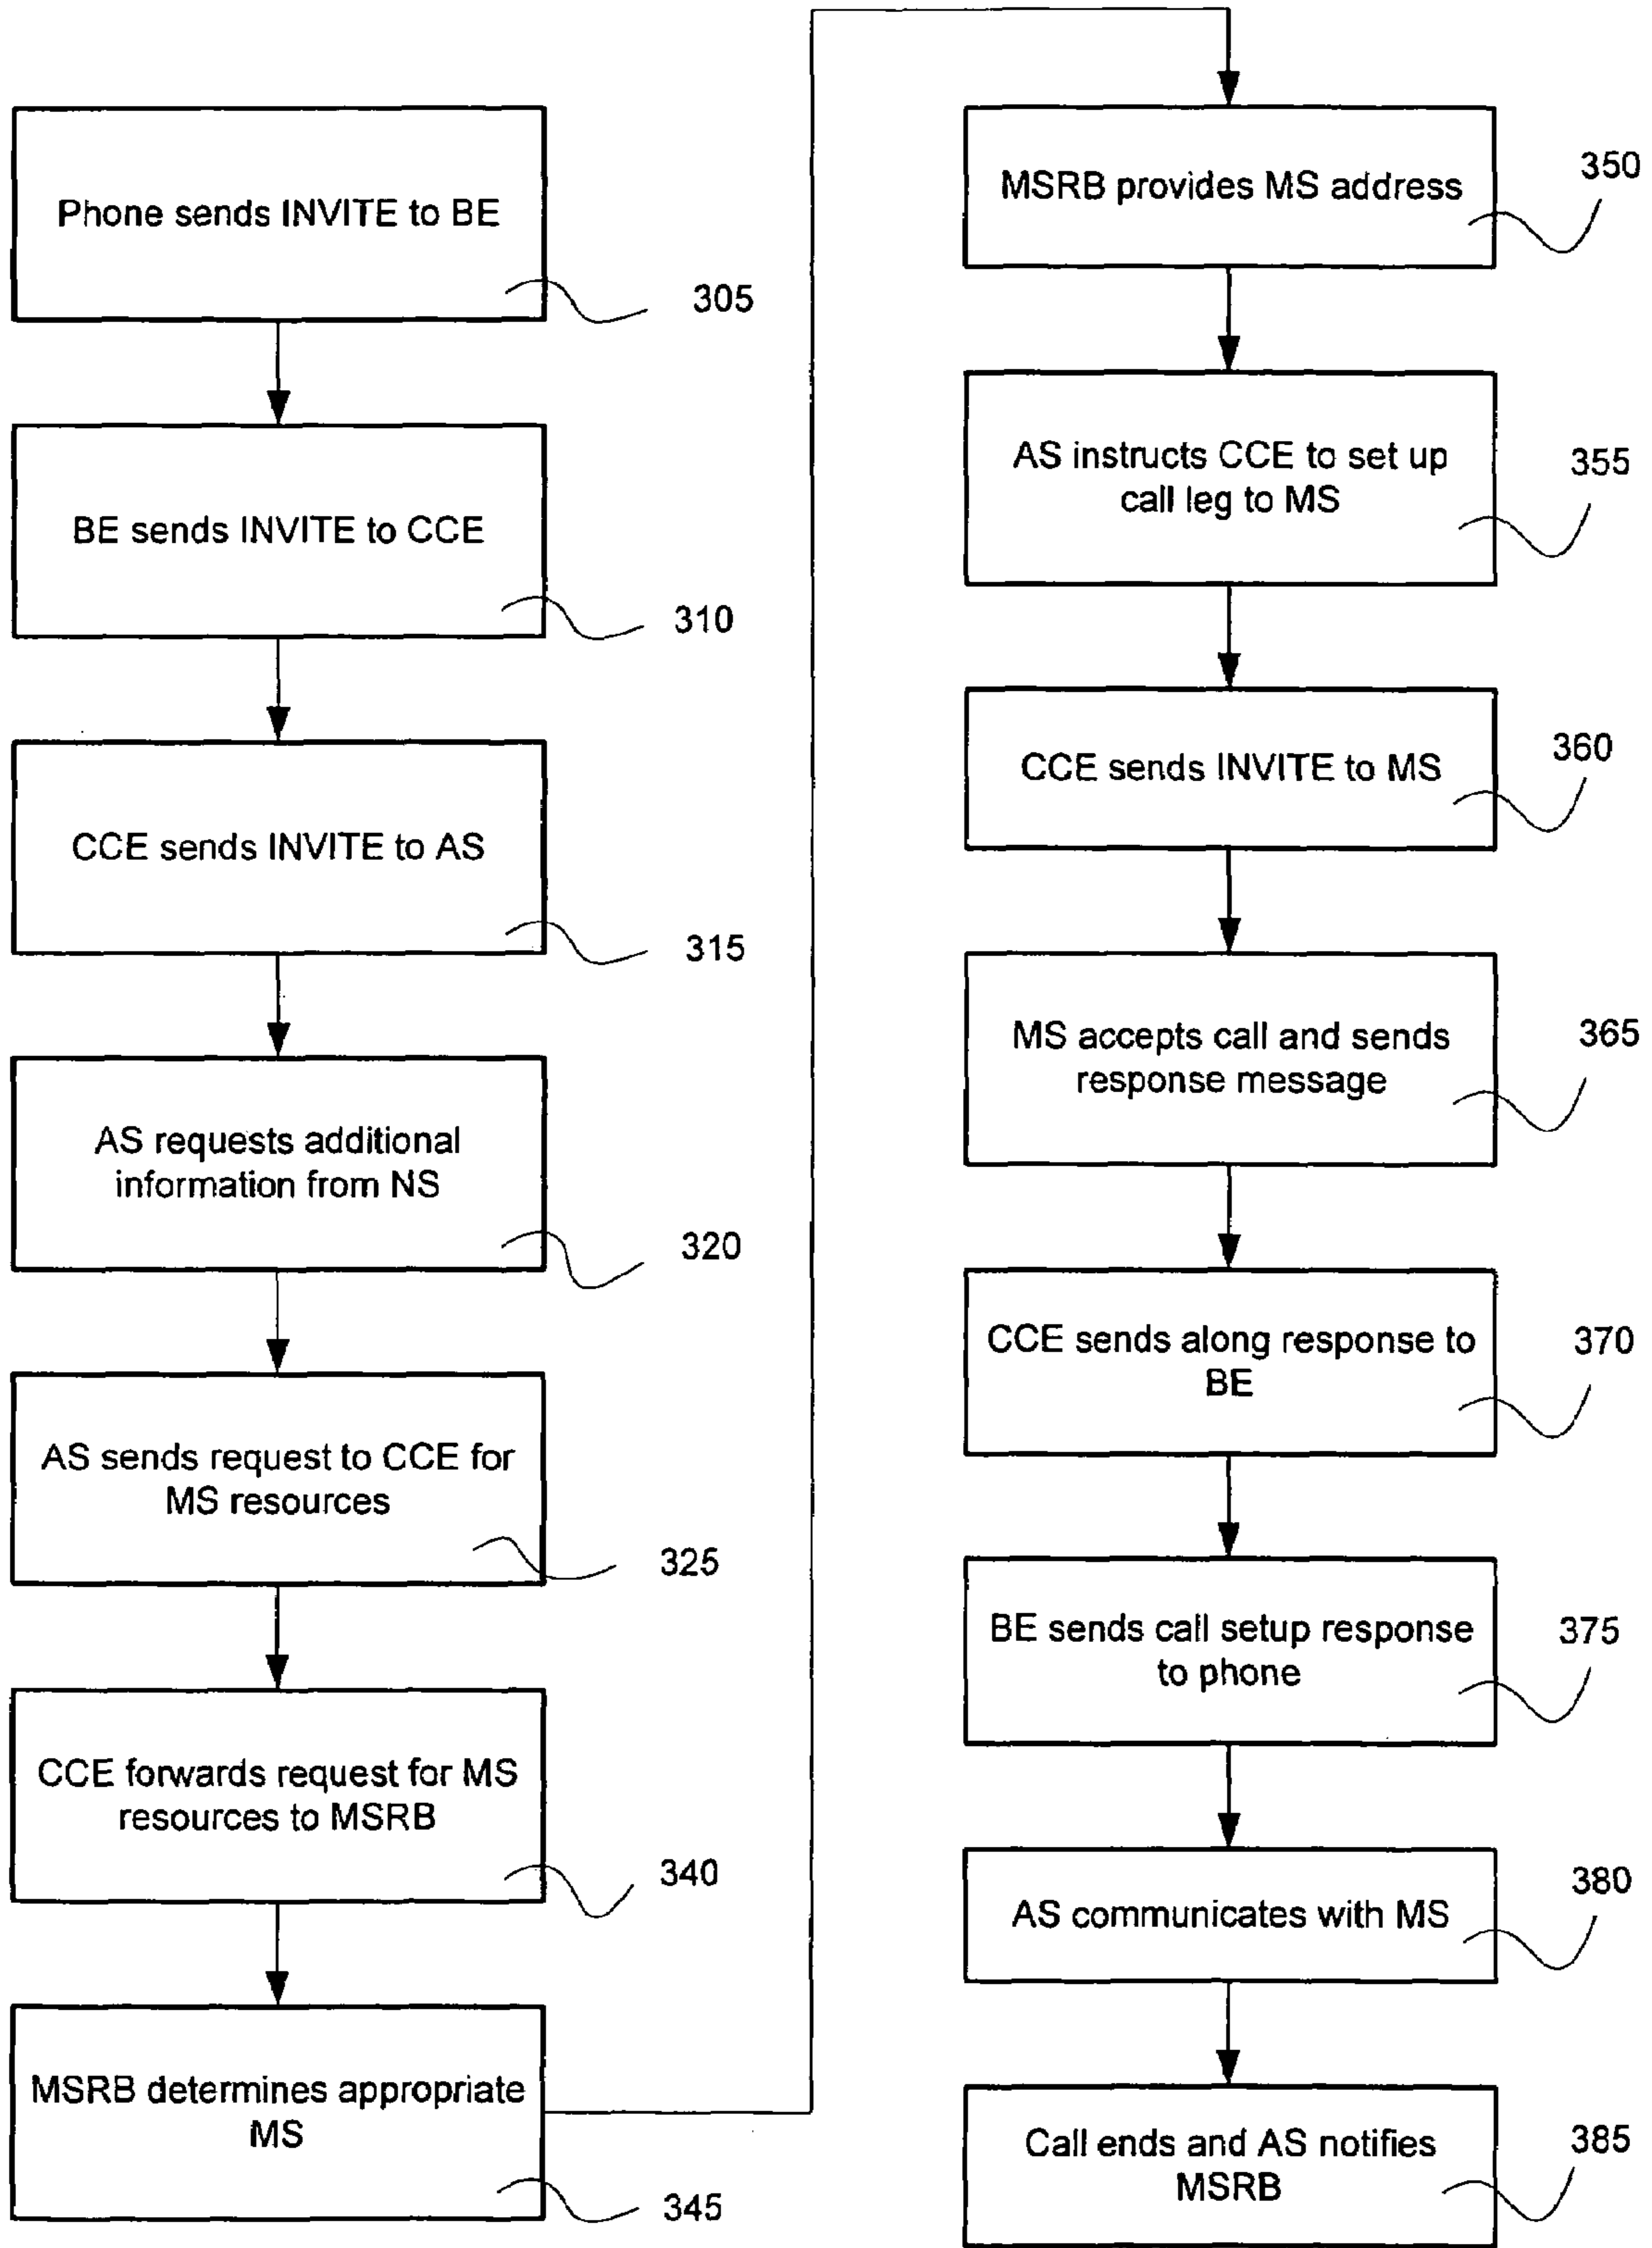 Phone sends INVITE to BE
305
BE sends INVITE to CCE
310
CCE sends INVITE to AS
315
AS requests additional
information from NS
320
AS sends request to CCE for
MS resources
325
CCE forwards request for MS
resources to MSRB
340
MSRB determines appropriate
MS
345
MSRB provides MS address
350
AS instructs CCE to set up
call leg to MS
355
CCE sends INVITE to MS
360
MS accepts call and sends
response message
365
CCE sends along response to
BE
370
BE sends call setup response
to phone
375
AS communicates with MS
380
Call ends and AS notifies
MSRB
385